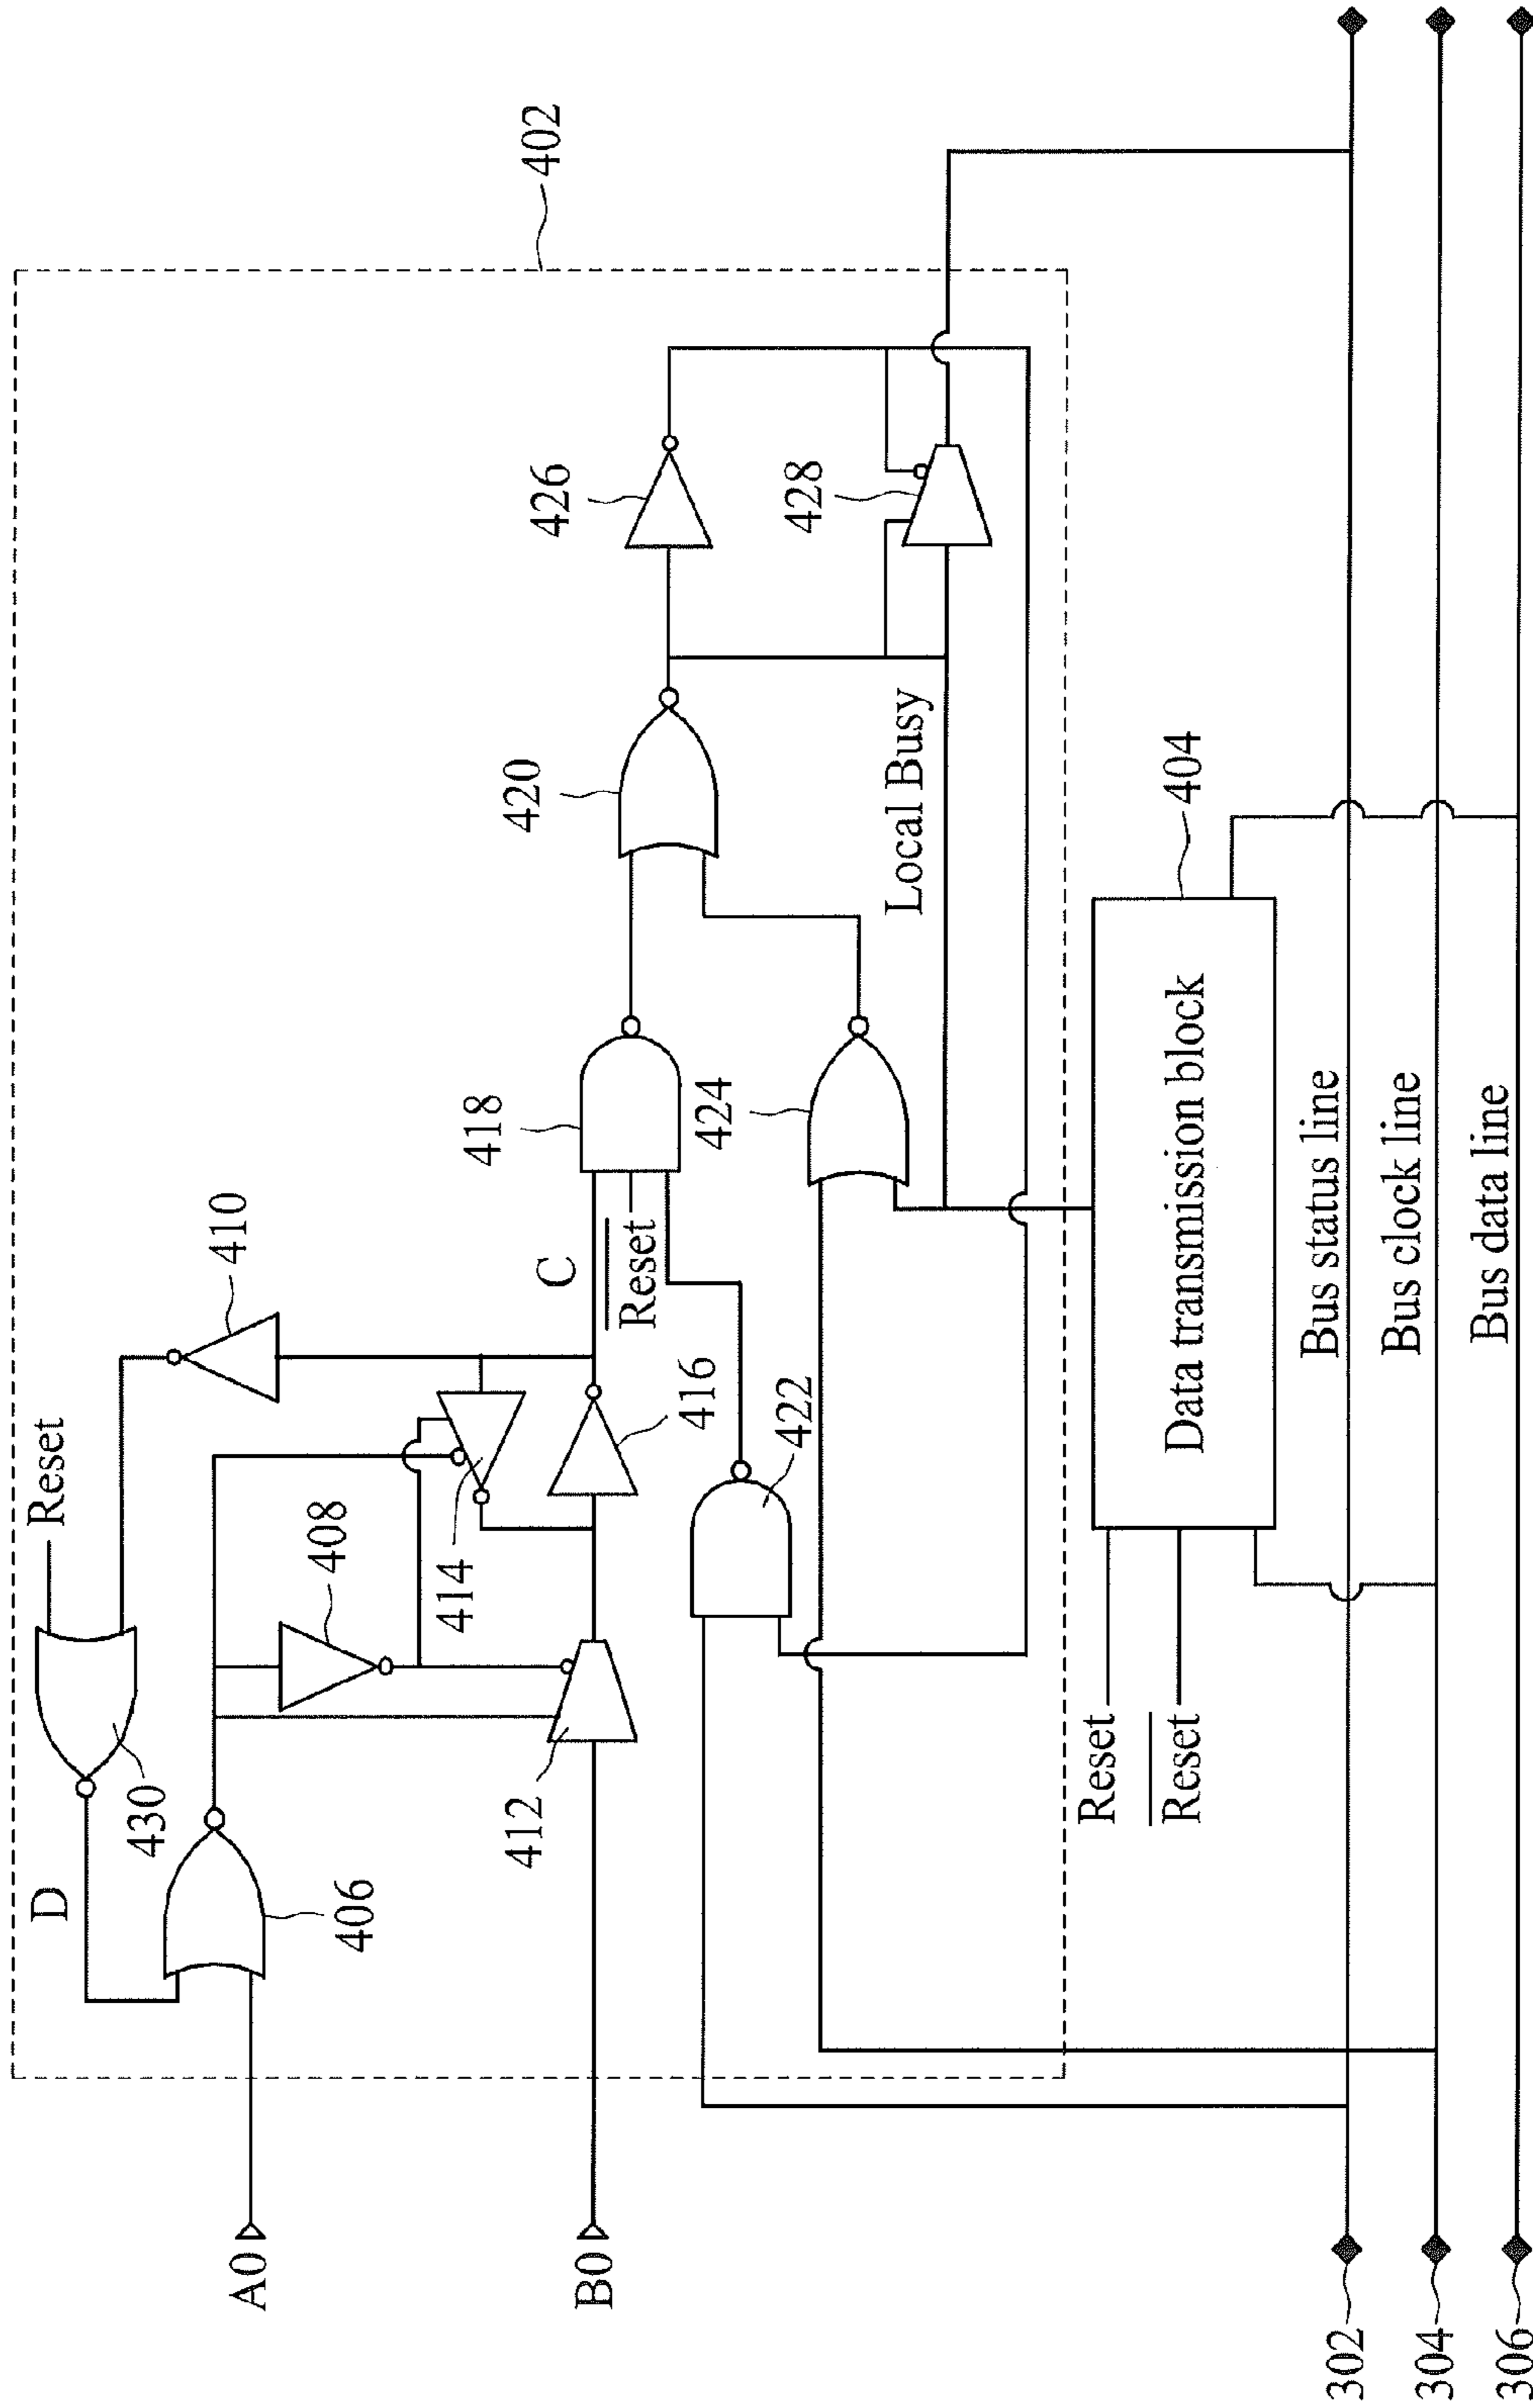 402
Reset
D
430
406
408
410
414
412
416
C
Reset
418
420
422
424
426
428
Local Busy
A0
B0
Reset
Reset
404
Data transmission block
Bus status line
Bus clock line
Bus data line
302
304
306